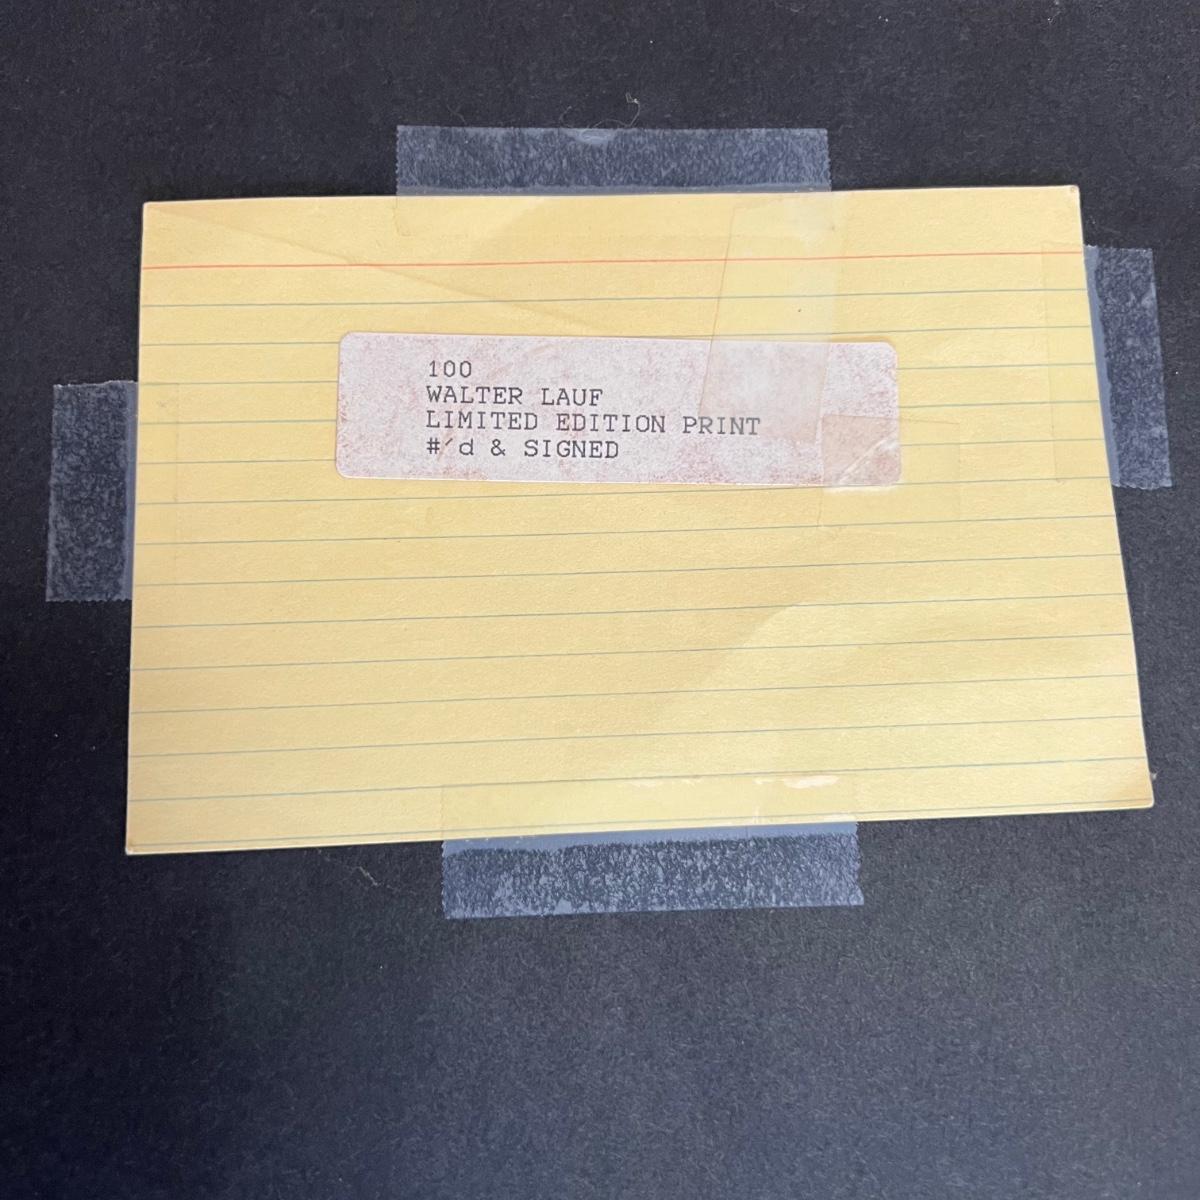 100
WALTER LAUF
LIMITED EDITION PRINT
#'d & SIGNED